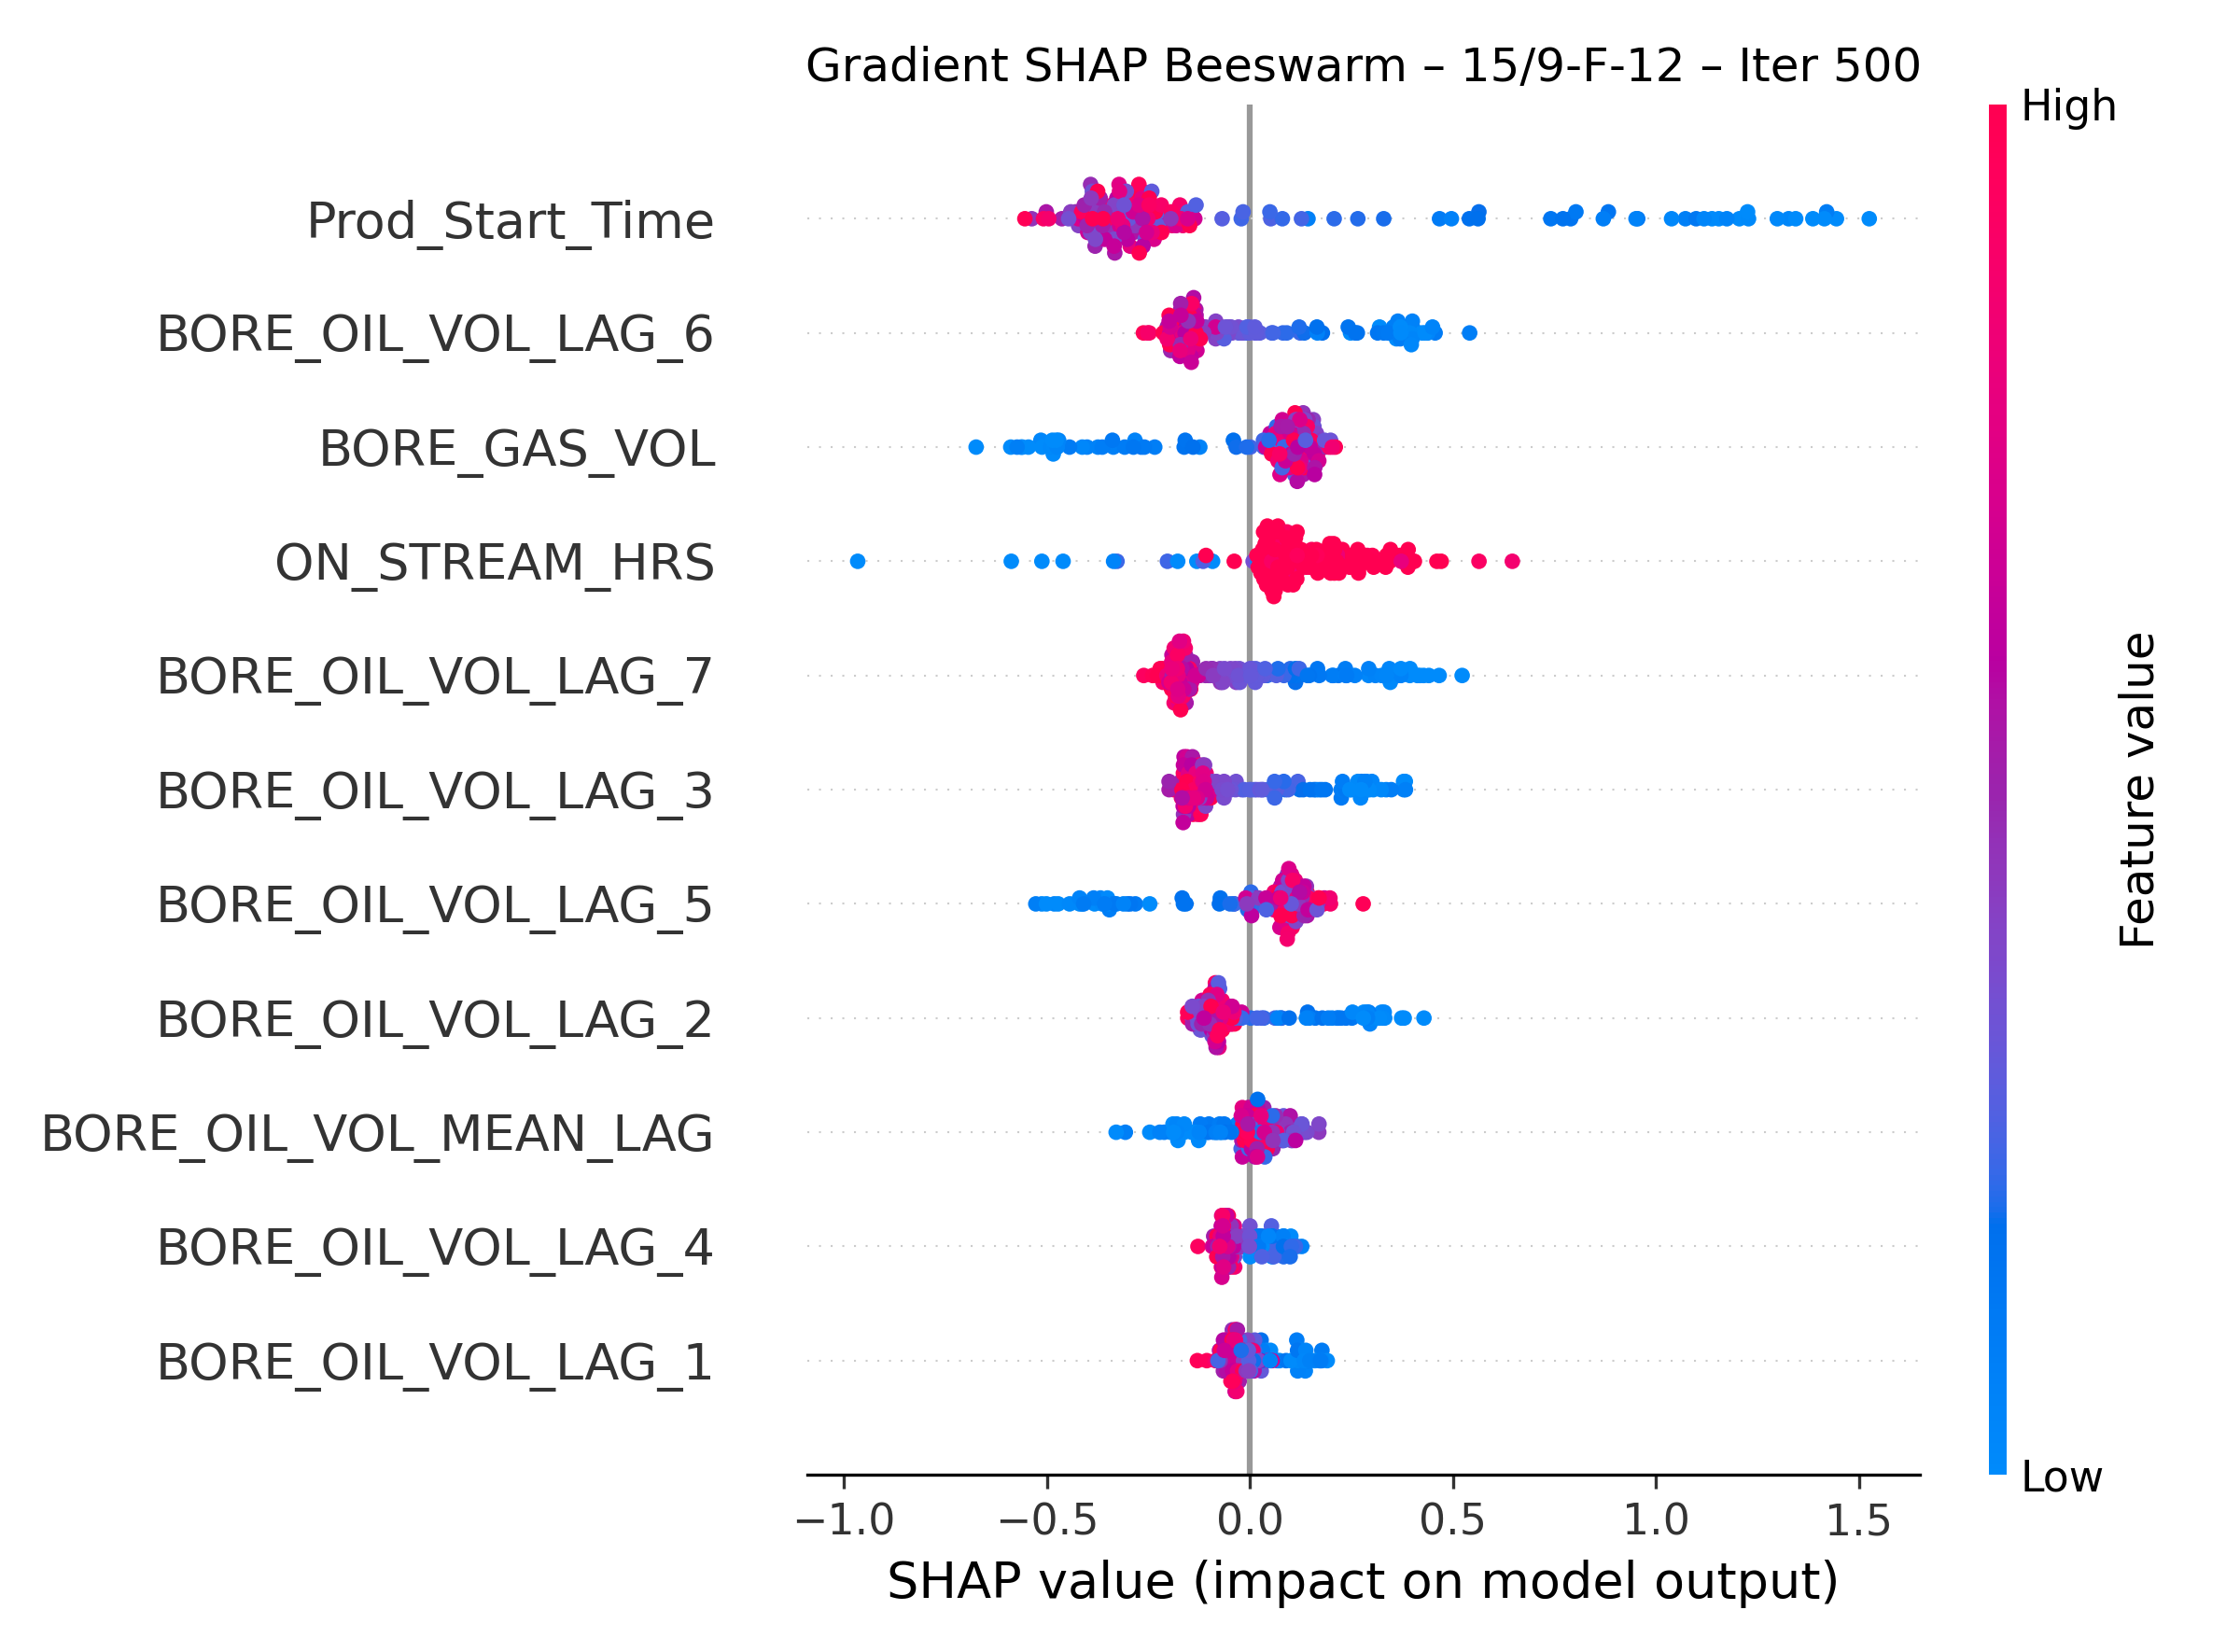 Gradient SHAP Beeswarm – 15/9-F-12 – Iter 500
High
Prod_Start_Time
BORE_OIL_VOL_LAG_6
BORE_GAS_VOL
ON_STREAM_HRS
BORE_OIL_VOL_LAG_7
BORE_OIL_VOL_LAG_3
BORE_OIL_VOL_LAG_5
BORE_OIL_VOL_LAG_2
BORE_OIL_VOL_MEAN_LAG
BORE_OIL_VOL_LAG_4
BORE_OIL_VOL_LAG_1
Feature value
Low
−1.0 −0.5 0.0 0.5 1.0 1.5
SHAP value (impact on model output)